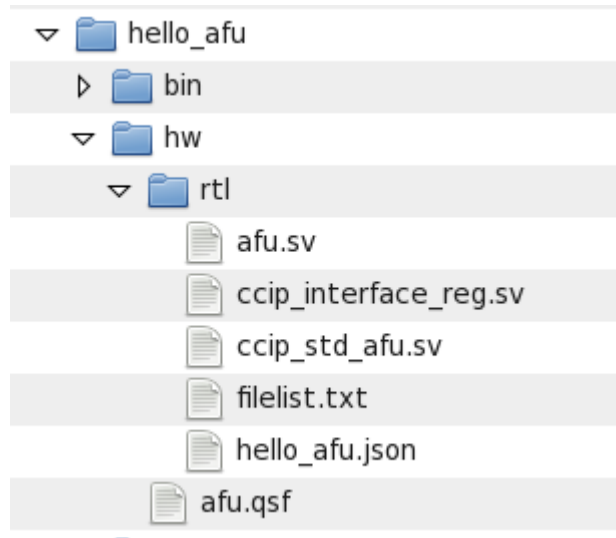 hello_afu
bin
hw
rtl
afu.sv
ccip_interface_reg.sv
ccip_std_afu.sv
filelist.txt
hello_afu.json
afu.qsf